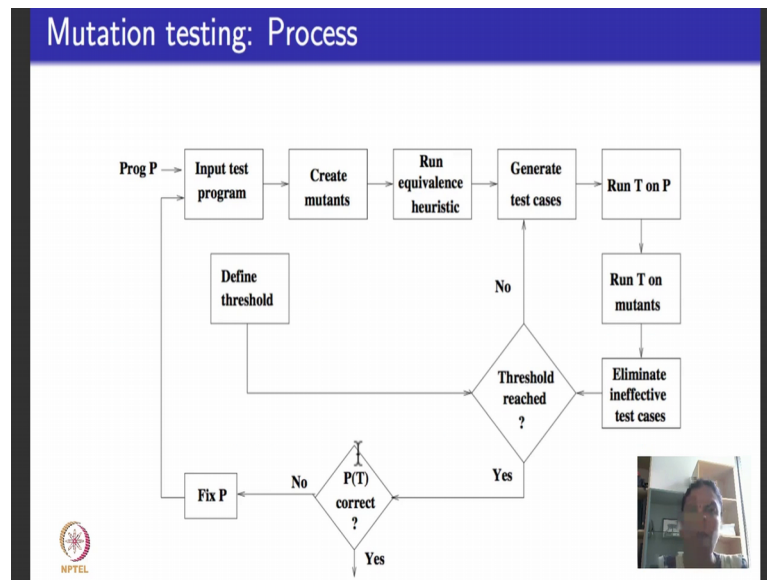 Mutation testing: Process
Prog P
Input test
program
Create
mutants
Run
equivalence
heuristic
Generate
test cases
Run T on P
Define
threshold
No
Run T on
mutants
Threshold
reached
?
Eliminate
ineffective
test cases
Yes
Fix P
No
P(T)
correct
?
Yes
NPTEL